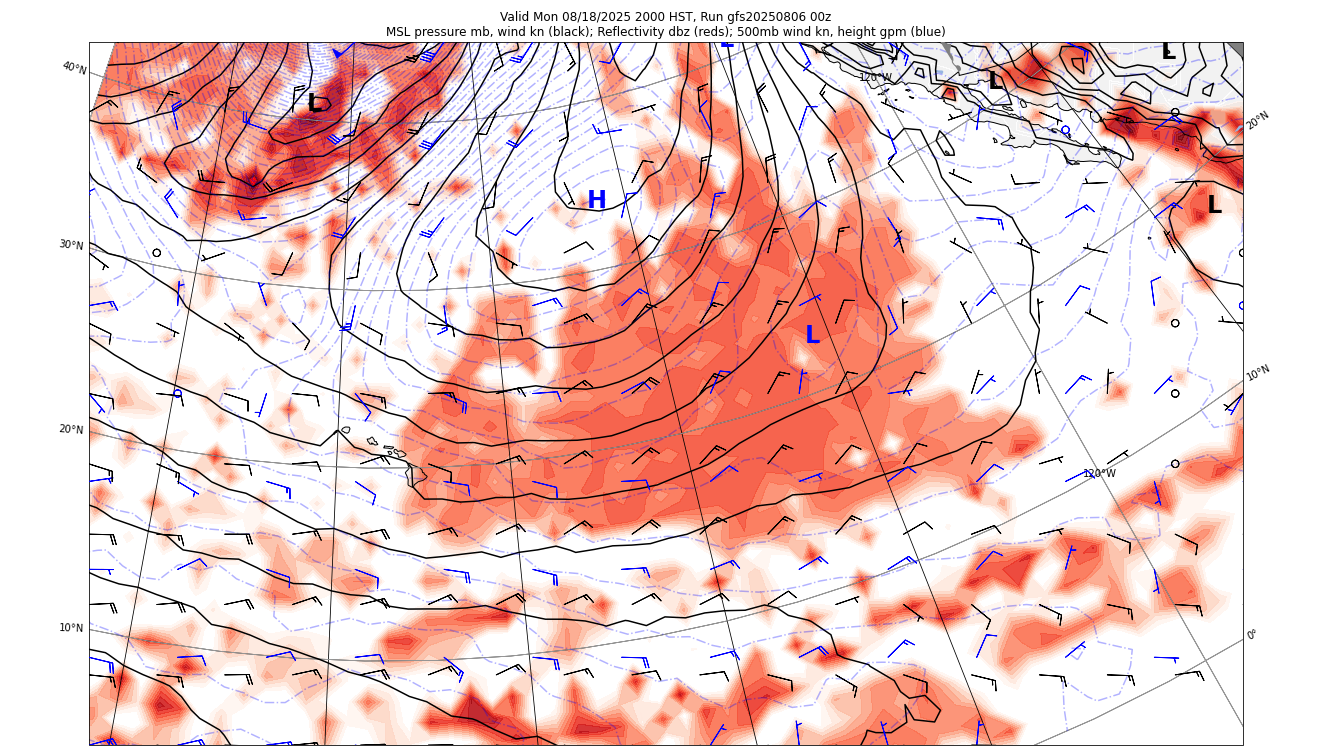 Valid Mon 08/18/2025 2000 HST, Run gfs20250806 00z
MSL pressure mb, wind kn (black); Reflectivity dbz (reds); 500mb wind kn, height gpm (blue)
L
L
40°N
120°W
L
L
20°N
H
L
30°N
L
10°N
20°N
120°W
10°N
0°